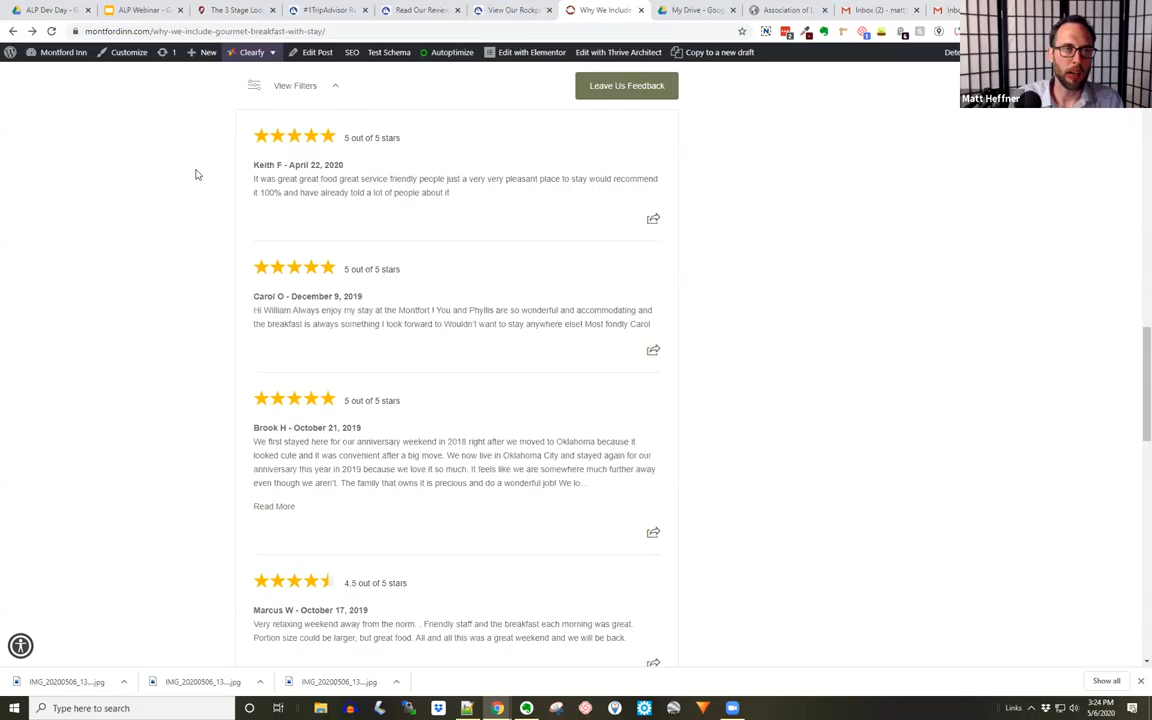 ALP Dev Day - G
ALP Webinar - G
The 3 Stage Lod
#1TripAdvisor R
Read Our Review
View Our Rockp
Why We Include
My Drive - Goog
Association of L
Inbox (2) - matt
montfordinn.com/why-we-include-gourmet-breakfast-with-stay/
Montford Inn
Customize
1
New
Clearfy
Edit Post
SEO
Test Schema
Autoptimize
Edit with Elementor
Edit with Thrive Architect
Copy to a new draft
Matt Heffner
View Filters
Leave Us Feedback
5 out of 5 stars
Keith F - April 22, 2020
It was great great food great service friendly people just a very very pleasant place to stay would recommend
it 100% and have already told a lot of people about it
5 out of 5 stars
Carol O - December 9, 2019
Hi William Always enjoy my stay at the Montfort ! You and Phyllis are so wonderful and accommodating and
the breakfast is always something I look forward to Wouldn't want to stay anywhere else! Most fondly Carol
5 out of 5 stars
Brook H - October 21, 2019
We first stayed here for our anniversary weekend in 2018 right after we moved to Oklahoma because it
looked cute and it was convenient after a big move. We now live in Oklahoma City and stayed again for our
anniversary this year in 2019 because we love it so much. It feels like we are somewhere much further away
even though we aren't. The family that owns it is precious and do a wonderful job! We lo...
Read More
4.5 out of 5 stars
Marcus W - October 17, 2019
Very relaxing weekend away from the norm. . Friendly staff and the breakfast each morning was great.
Portion size could be larger, but great food. All and all this was a great weekend and we will be back.
IMG_20200506_13....jpg
IMG_20200506_13....jpg
IMG_20200506_13....jpg
Show all
Type here to search
Links
3:24 PM
5/6/2020